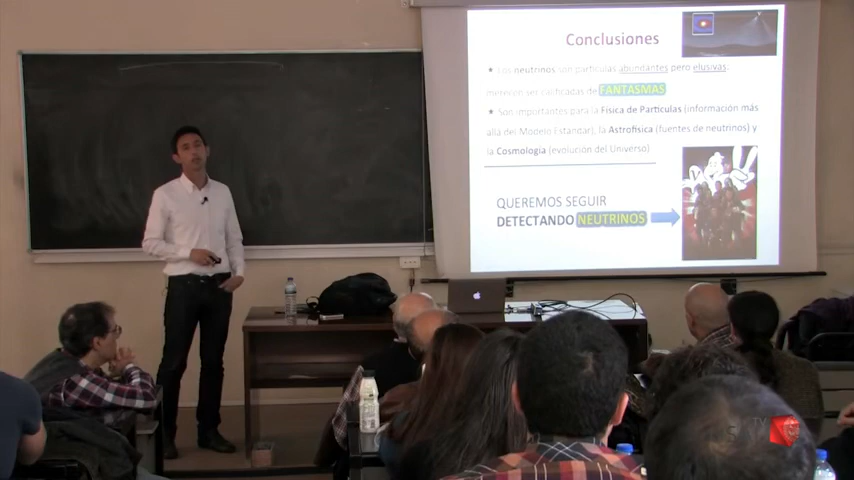 Conclusiones
★ Los neutrinos son partículas abundantes pero elusivas:
merecen ser calificadas de FANTASMAS
★ Son importantes para la Física de Partículas (información más
allá del Modelo Estándar), la Astrofísica (fuentes de neutrinos) y
la Cosmología (evolución del Universo)
QUEREMOS SEGUIR
DETECTANDO NEUTRINOS
TV